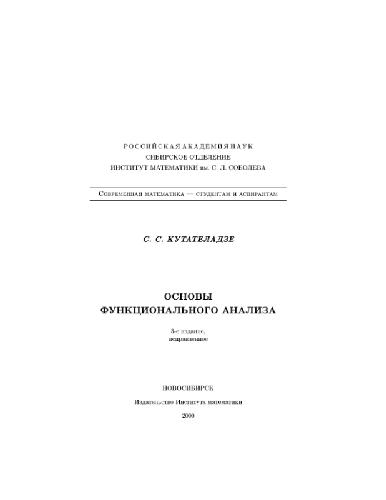 РОССИЙСКАЯ АКАДЕМИЯ НАУК
СИБИРСКОЕ ОТДЕЛЕНИЕ
ИНСТИТУТ МАТЕМАТИКИ им. С. Л. СОБОЛЕВА
Современная математика — студентам и аспирантам
С. С. КУТАТЕЛАДЗЕ
ОСНОВЫ
ФУНКЦИОНАЛЬНОГО АНАЛИЗА
3-е издание,
исправленное
НОВОСИБИРСК
Издательство Института математики
2000